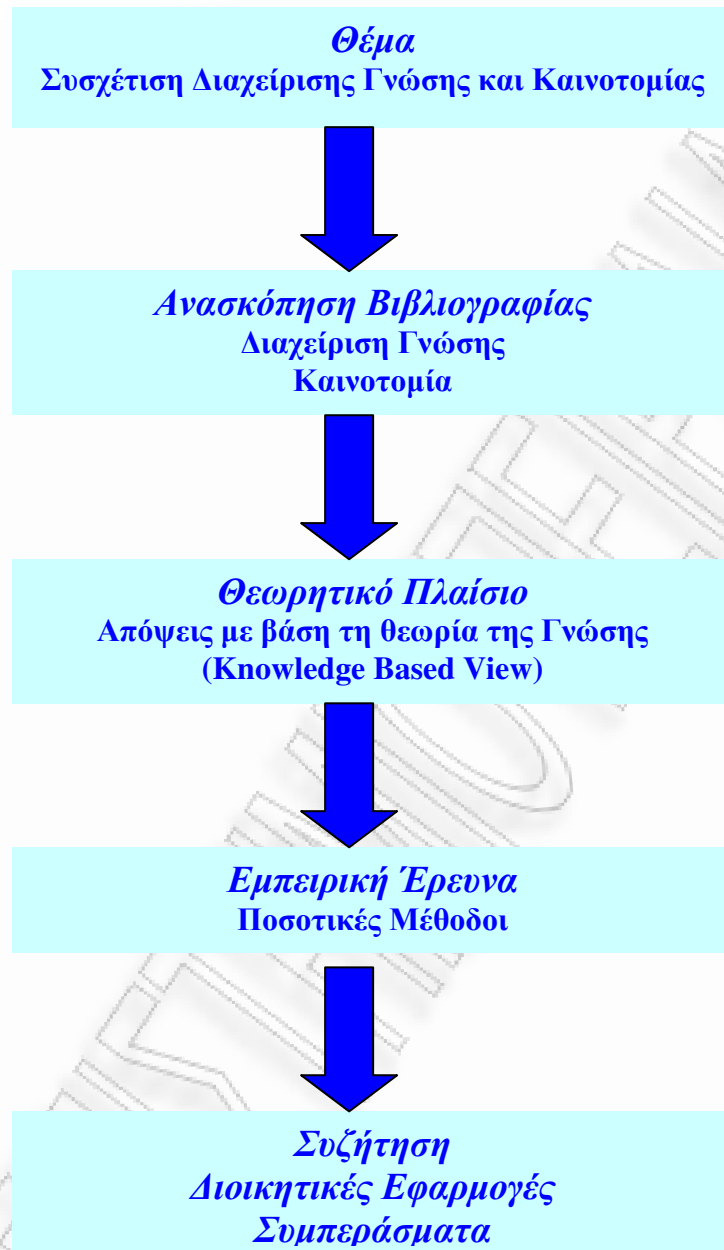 Θέμα
Συσχέτιση Διαχείρισης Γνώσης και Καινοτομίας
Ανασκόπηση Βιβλιογραφίας
Διαχείριση Γνώσης
Καινοτομία
Θεωρητικό Πλαίσιο
Απόψεις με βάση τη θεωρία της Γνώσης
(Knowledge Based View)
Εμπειρική Έρευνα
Ποσοτικές Μέθοδοι
Συζήτηση
Διοικητικές Εφαρμογές
Συμπεράσματα